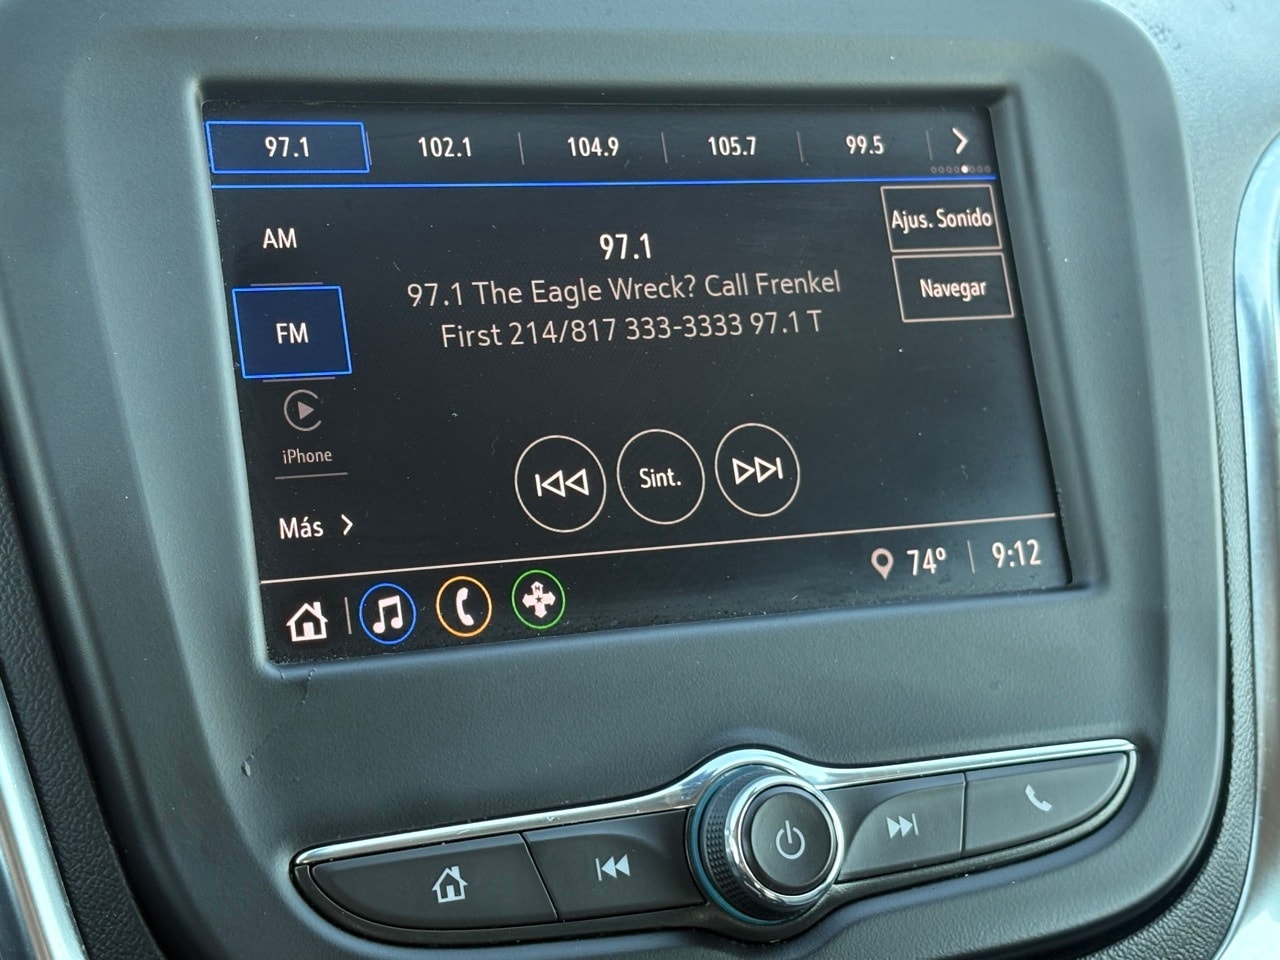 97.1 102.1 104.9 105.7 99.5
Ajus. Sonido
AM
97.1
97.1 The Eagle Wreck? Call Frenkel
Navegar
FM
First 214/817 333-3333 97.1 T
iPhone
Sint.
Más
74° 9:12